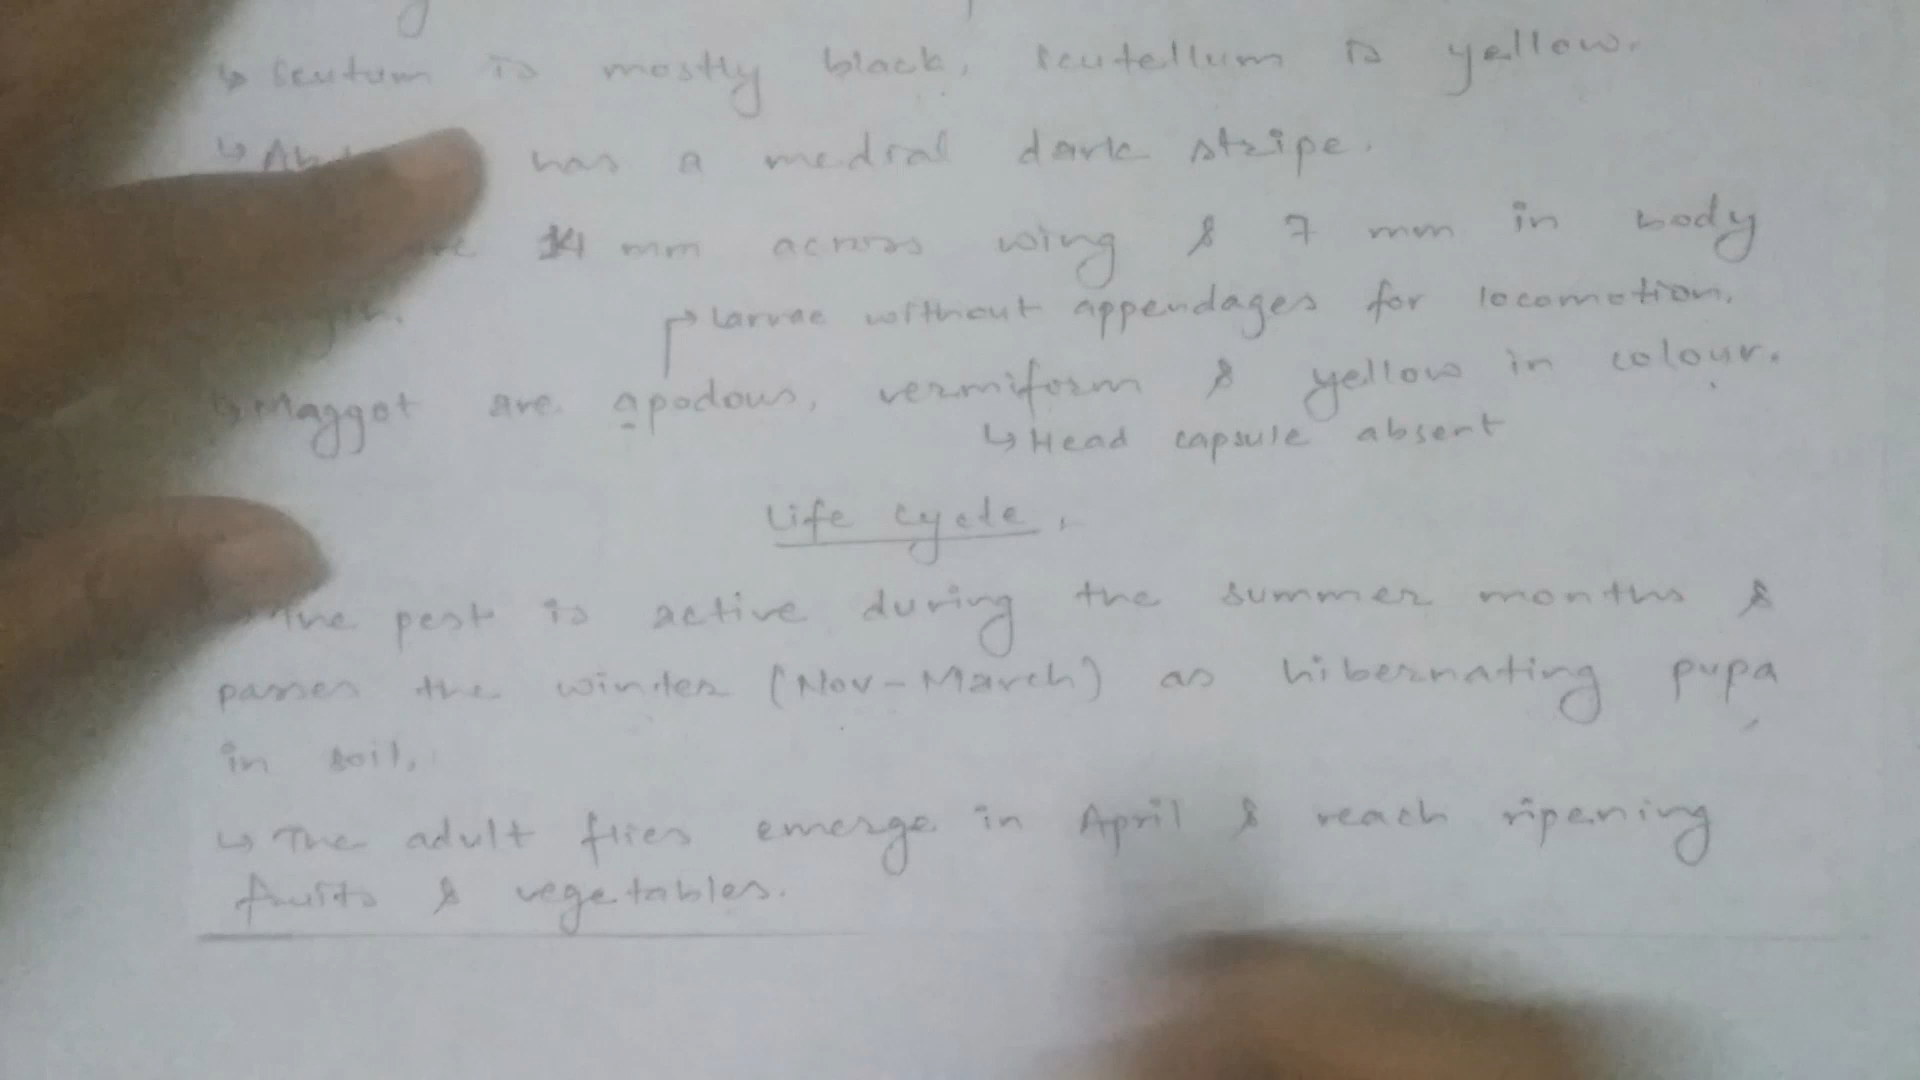 ↳ Scutum is mostly black, scutellum is yellow.
↳ has a medial dark stripe.
14 mm across wing & 7 mm in body
↱ larvae without appendages for locomotion.
↳ Maggot are apodous, vermiform & yellow in colour.
↳ Head capsule absent
Life cycle.
The pest is active during the summer months &
passes the winter (Nov-March) as hibernating pupa
in soil.
↳ The adult flies emerge in April & reach ripening
fruits & vegetables.